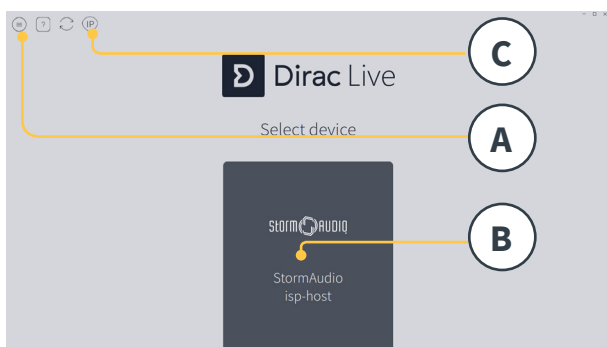 ?
IP
C
Dirac Live
Select device
A
STORMAUDIO
B
StormAudio
isp-host